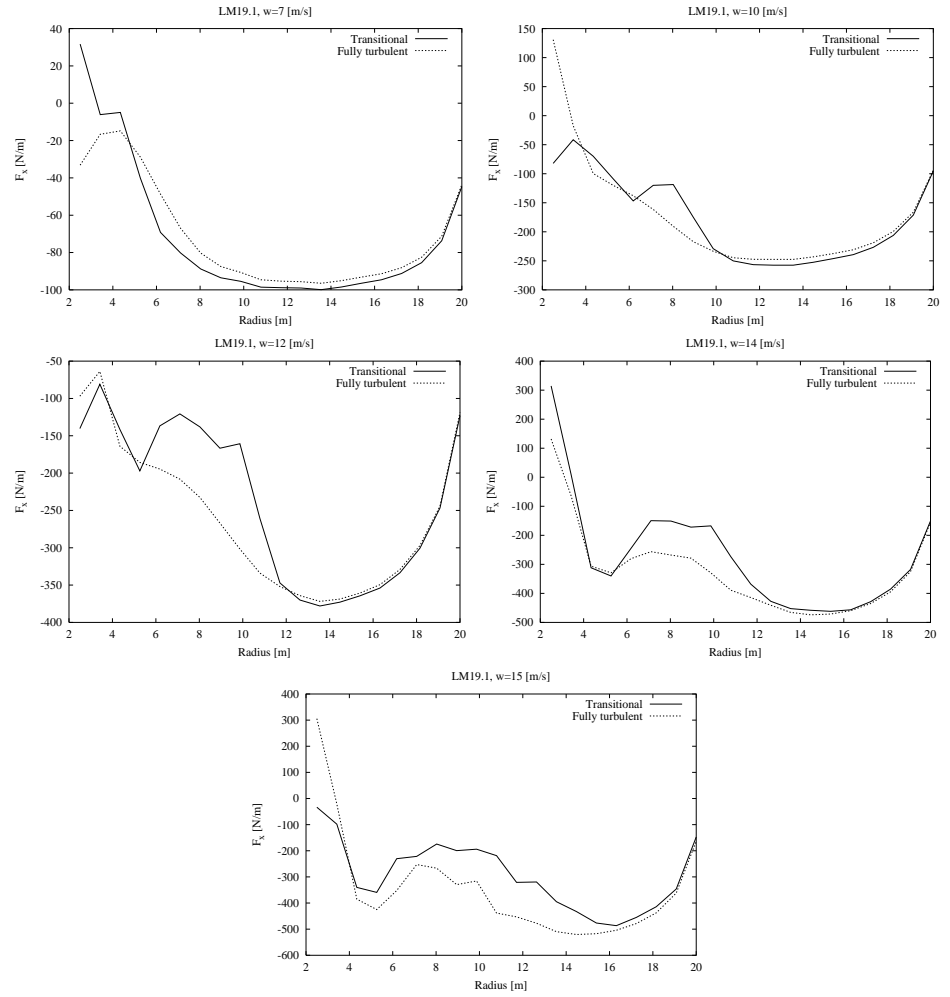 LM19.1, w=7 [m/s]
40
20
0
-20
-40
-60
-80
-100
F_x [N/m]
Transitional
Fully turbulent
2 4 6 8 10 12 14 16 18 20
Radius [m]
LM19.1, w=10 [m/s]
150
100
50
0
-50
-100
-150
-200
-250
-300
F_x [N/m]
Transitional
Fully turbulent
2 4 6 8 10 12 14 16 18 20
Radius [m]
LM19.1, w=12 [m/s]
-50
-100
-150
-200
-250
-300
-350
-400
F_x [N/m]
Transitional
Fully turbulent
2 4 6 8 10 12 14 16 18 20
Radius [m]
LM19.1, w=14 [m/s]
400
300
200
100
0
-100
-200
-300
-400
-500
F_x [N/m]
Transitional
Fully turbulent
2 4 6 8 10 12 14 16 18 20
Radius [m]
LM19.1, w=15 [m/s]
400
300
200
100
0
-100
-200
-300
-400
-500
-600
F_x [N/m]
Transitional
Fully turbulent
2 4 6 8 10 12 14 16 18 20
Radius [m]